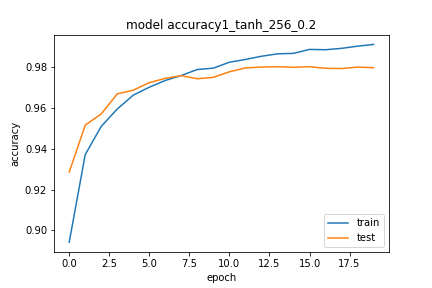 model accuracy1_tanh_256_0.2
accuracy
0.98
0.96
0.94
0.92
0.90
train
test
0.0 2.5 5.0 7.5 10.0 12.5 15.0 17.5
epoch